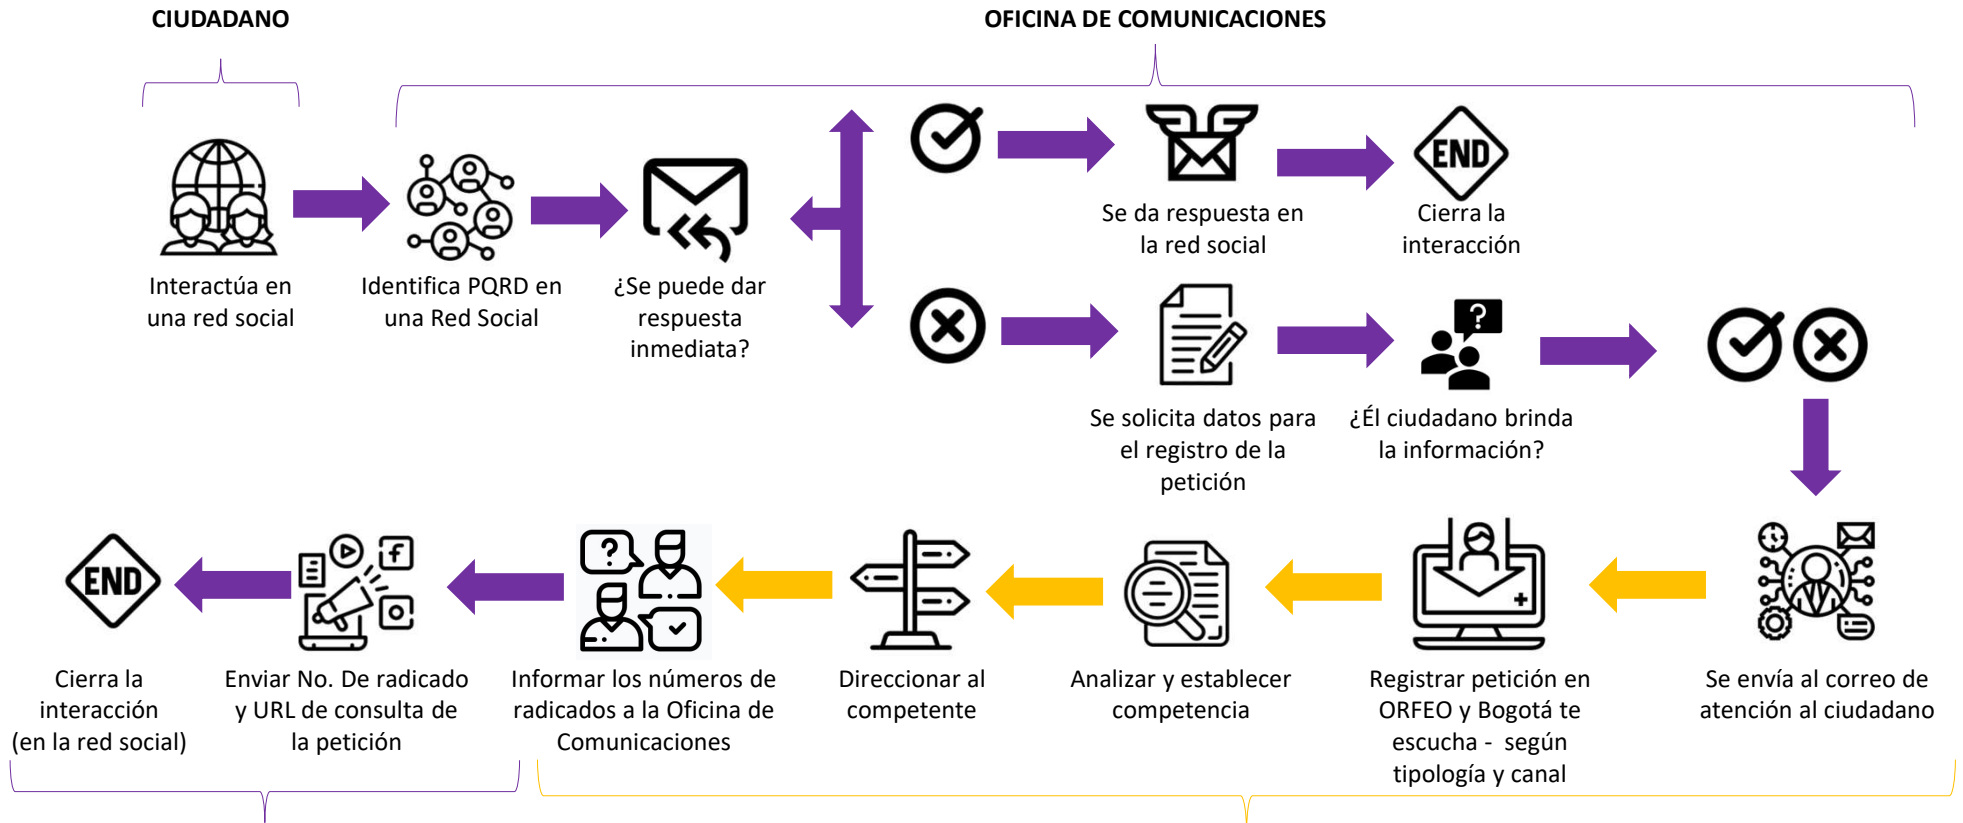 CIUDADANO
OFICINA DE COMUNICACIONES
Interactúa en
una red social
Identifica PQRD en
una Red Social
¿Se puede dar
respuesta
inmediata?
Se da respuesta en
la red social
END
Cierra la
interacción
Se solicita datos para
el registro de la
petición
?
¿Él ciudadano brinda
la información?
END
Cierra la
interacción
(en la red social)
f
Enviar No. De radicado
y URL de consulta de
la petición
?
Informar los números de
radicados a la Oficina de
Comunicaciones
Direccionar al
competente
Analizar y establecer
competencia
Registrar petición en
ORFEO y Bogotá te
escucha - según
tipología y canal
Se envía al correo de
atención al ciudadano